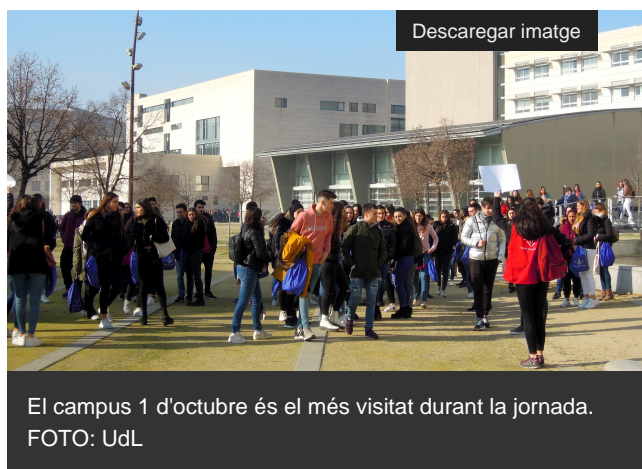 Descaregar imatge
El campus 1 d'octubre és el més visitat durant la jornada.
FOTO: UdL